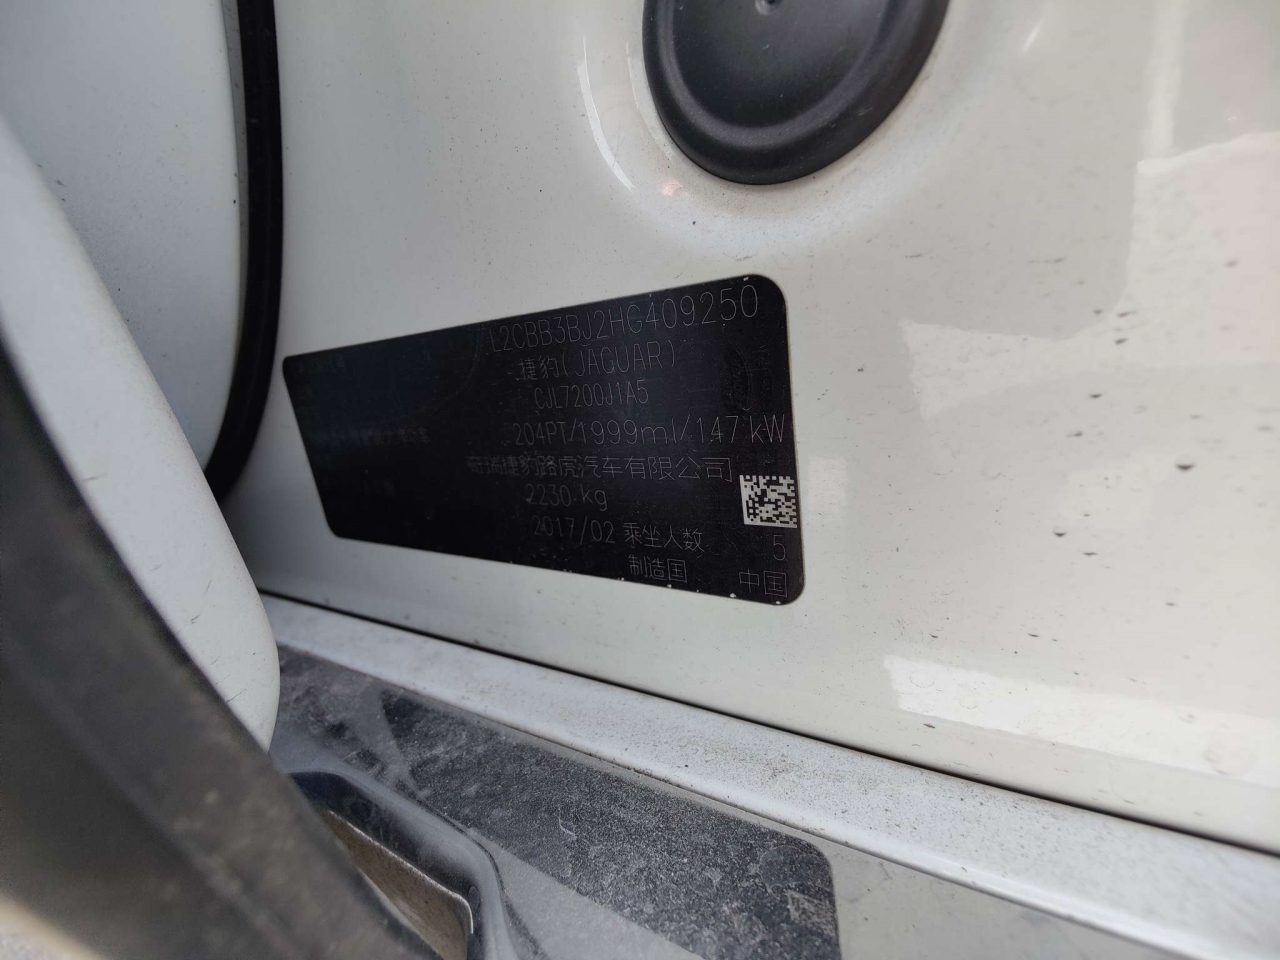 L2CBB3BJ2HG409250
捷豹(JAGUAR)
CJL7200J1A5
204PT/1999ml/147 kW
奇瑞捷豹路虎汽车有限公司
2230 kg
2017/02 乘坐人数 5
制造国 中国